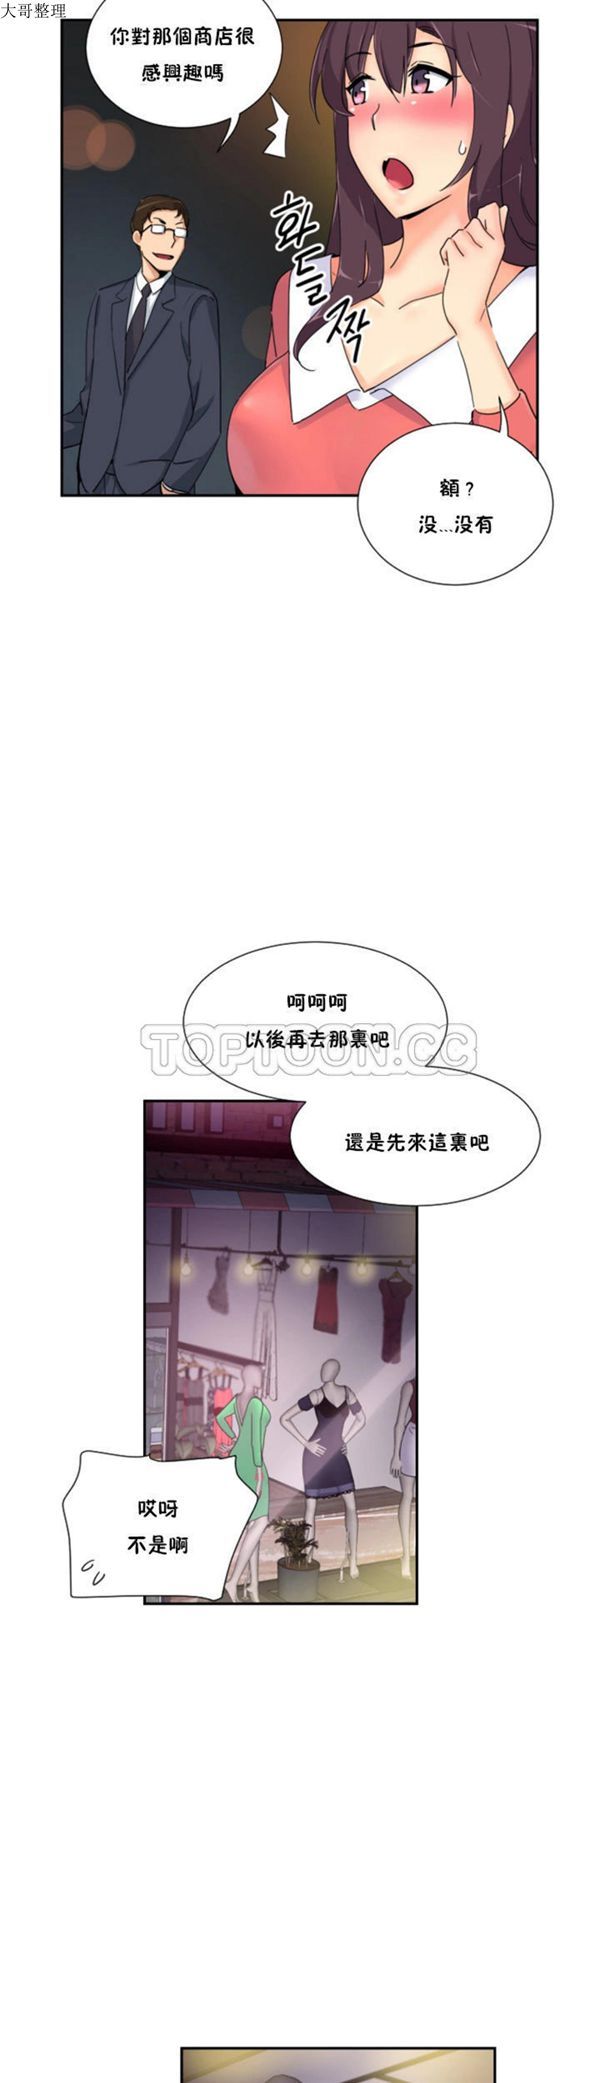 大哥整理
你對那個商店很
感興趣嗎
화들짝
額？
没...没有
呵呵呵
以後再去那裏吧
TOPTOON.CC
還是先來這裏吧
哎呀
不是啊